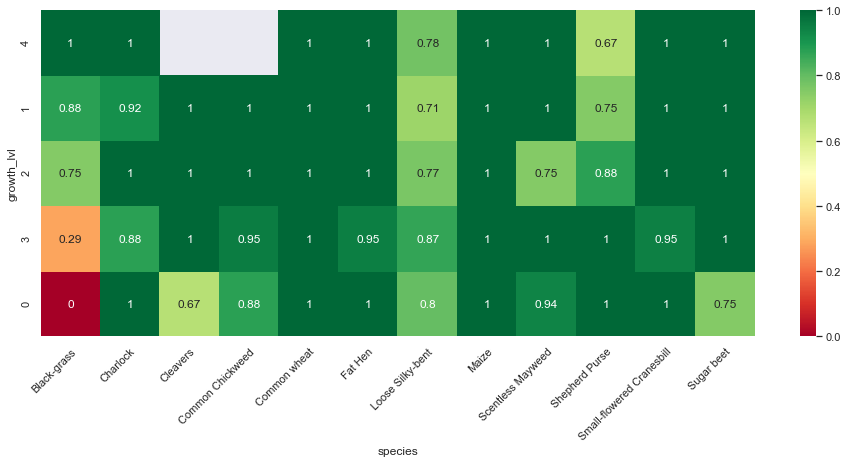 growth_lvl
4 1 1 1 1 0.78 1 1 0.67 1 1
1 0.88 0.92 1 1 1 1 0.71 1 1 0.75 1 1
2 0.75 1 1 1 1 1 0.77 1 0.75 0.88 1 1
3 0.29 0.88 1 0.95 1 0.95 0.87 1 1 1 0.95 1
0 0 1 0.67 0.88 1 1 0.8 1 0.94 1 1 0.75
Black-grass
Charlock
Cleavers
Common Chickweed
Common wheat
Fat Hen
Loose Silky-bent
Maize
Scentless Mayweed
Shepherd Purse
Small-flowered Cranesbill
Sugar beet
species
1.0
0.8
0.6
0.4
0.2
0.0